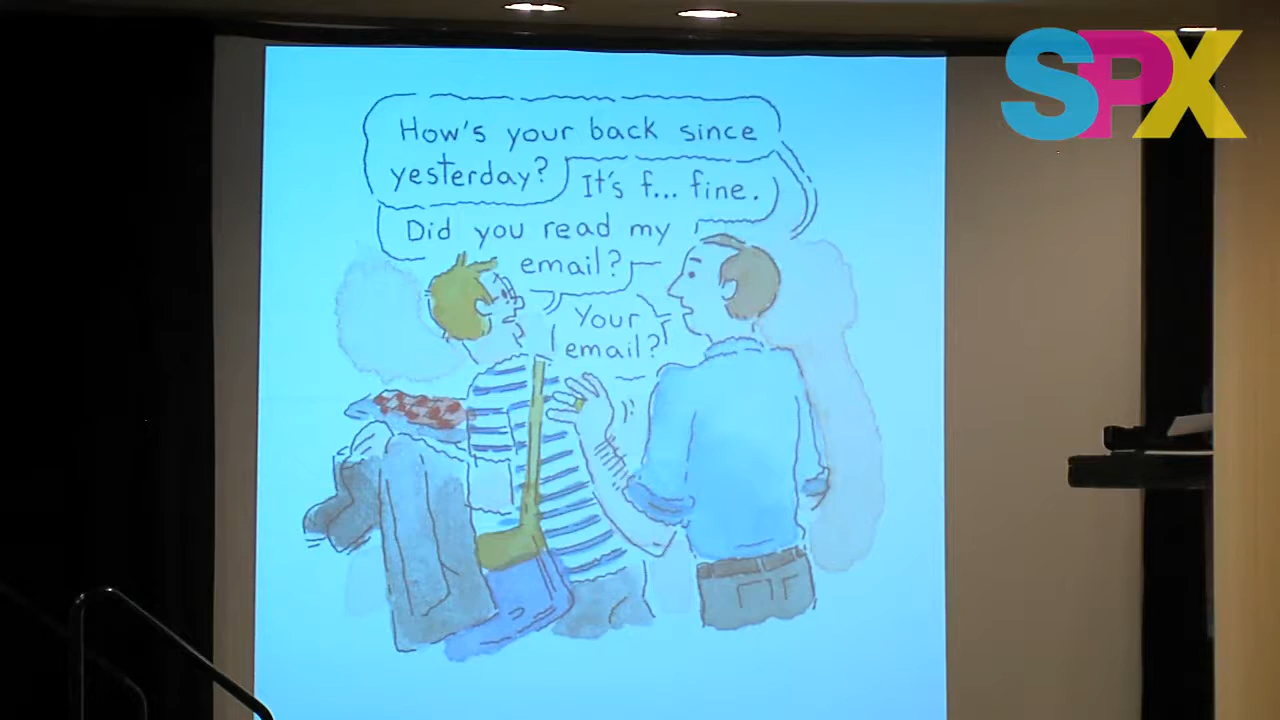 SPX
How's your back since
yesterday?
It's f... fine.
Did you read my
email?
Your
email?